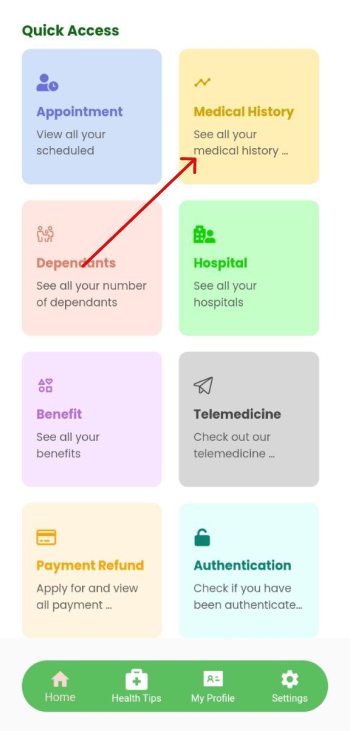 Quick Access
Appointment
View all your
scheduled
Medical History
See all your
medical history ...
Dependants
See all your number
of dependants
Hospital
See all your
hospitals
Benefit
See all your
benefits
Telemedicine
Check out our
telemedicine ...
Payment Refund
Apply for and view
all payment ...
Authentication
Check if you have
been authenticate...
Home
Health Tips
My Profile
Settings